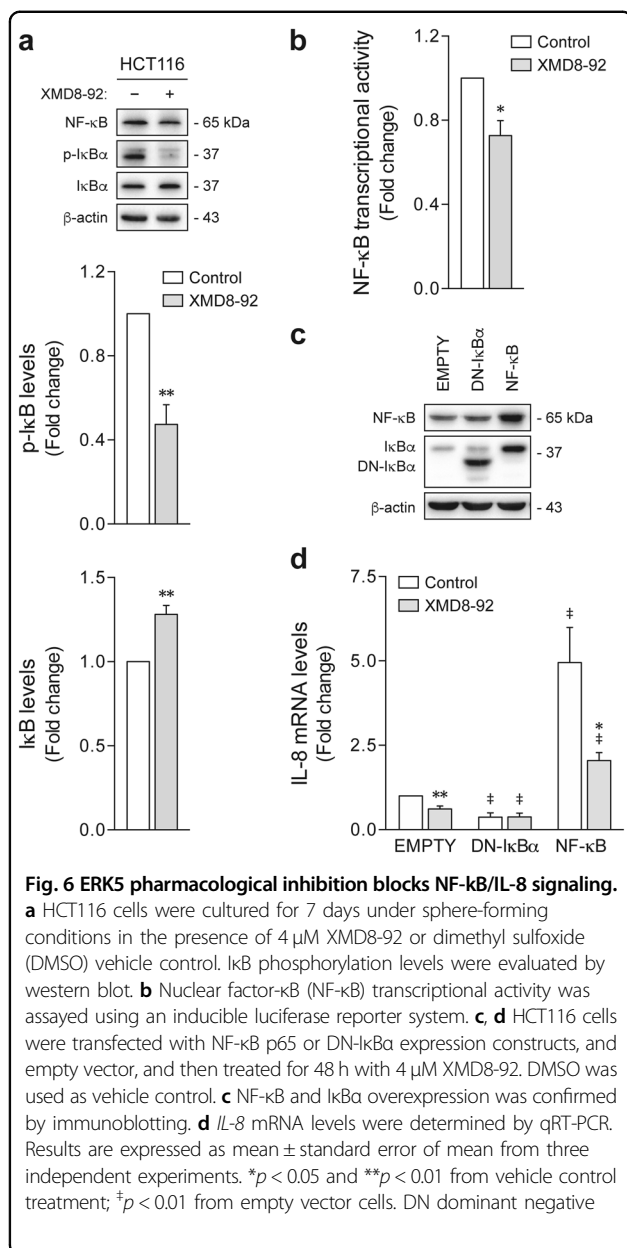 a
HCT116
XMD8-92: − +
NF-κB - 65 kDa
p-IκBα - 37
IκBα - 37
β-actin - 43
Control
XMD8-92
p-IκB levels
(Fold change)
1.2
0.8
0.4
0.0
**
IκB levels
(Fold change)
1.5
1.0
0.5
0.0
**
b
Control
XMD8-92
NF-κB transcriptional activity
(Fold change)
1.2
0.8
0.4
0.0
*
c
EMPTY DN-IκBα NF-κB
NF-κB - 65 kDa
IκBα - 37
DN-IκBα
β-actin - 43
d
Control
XMD8-92
IL-8 mRNA levels
(Fold change)
7.5
5.0
2.5
0
**
‡ ‡
‡
*
‡
EMPTY DN-IκBα NF-κB
Fig. 6 ERK5 pharmacological inhibition blocks NF-kB/IL-8 signaling.
a HCT116 cells were cultured for 7 days under sphere-forming
conditions in the presence of 4 µM XMD8-92 or dimethyl sulfoxide
(DMSO) vehicle control. IκB phosphorylation levels were evaluated by
western blot. b Nuclear factor-κB (NF-κB) transcriptional activity was
assayed using an inducible luciferase reporter system. c, d HCT116 cells
were transfected with NF-κB p65 or DN-IκBα expression constructs, and
empty vector, and then treated for 48 h with 4 µM XMD8-92. DMSO was
used as vehicle control. c NF-κB and IκBα overexpression was confirmed
by immunoblotting. d IL-8 mRNA levels were determined by qRT-PCR.
Results are expressed as mean ± standard error of mean from three
independent experiments. *p < 0.05 and **p < 0.01 from vehicle control
treatment; ‡p < 0.01 from empty vector cells. DN dominant negative